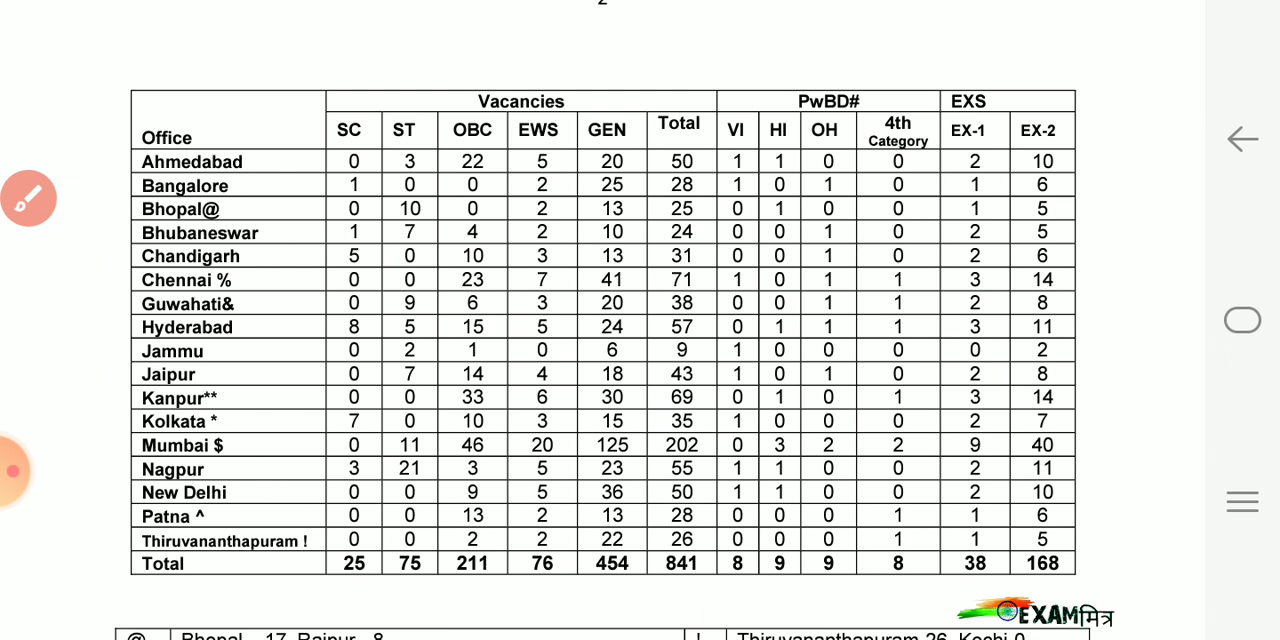 2
Vacancies PwBD# EXS
Office SC ST OBC EWS GEN Total VI HI OH 4th Category EX-1 EX-2
Ahmedabad 0 3 22 5 20 50 1 1 0 0 2 10
Bangalore 1 0 0 2 25 28 1 0 1 0 1 6
Bhopal@ 0 10 0 2 13 25 0 1 0 0 1 5
Bhubaneswar 1 7 4 2 10 24 0 0 1 0 2 5
Chandigarh 5 0 10 3 13 31 0 0 1 0 2 6
Chennai % 0 0 23 7 41 71 1 0 1 1 3 14
Guwahati& 0 9 6 3 20 38 0 0 1 1 2 8
Hyderabad 8 5 15 5 24 57 0 1 1 1 3 11
Jammu 0 2 1 0 6 9 1 0 0 0 0 2
Jaipur 0 7 14 4 18 43 1 0 1 0 2 8
Kanpur** 0 0 33 6 30 69 0 1 0 1 3 14
Kolkata * 7 0 10 3 15 35 1 0 0 0 2 7
Mumbai $ 0 11 46 20 125 202 0 3 2 2 9 40
Nagpur 3 21 3 5 23 55 1 1 0 0 2 11
New Delhi 0 0 9 5 36 50 1 1 0 0 2 10
Patna ^ 0 0 13 2 13 28 0 0 0 1 1 6
Thiruvananthapuram ! 0 0 2 2 22 26 0 0 0 1 1 5
Total 25 75 211 76 454 841 8 9 9 8 38 168
EXAMमित्र
@ Bhopal – 17, Raipur - 8 ! Thiruvananthapuram 26, Kochi-0